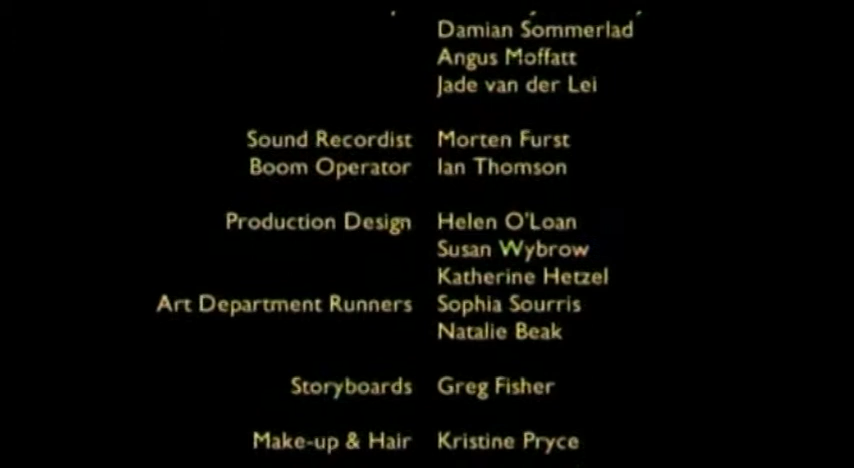 Damian Sommerlad
Angus Moffatt
Jade van der Lei
Sound Recordist Morten Furst
Boom Operator Ian Thomson
Production Design Helen O'Loan
Susan Wybrow
Katherine Hetzel
Art Department Runners Sophia Sourris
Natalie Beak
Storyboards Greg Fisher
Make-up & Hair Kristine Pryce